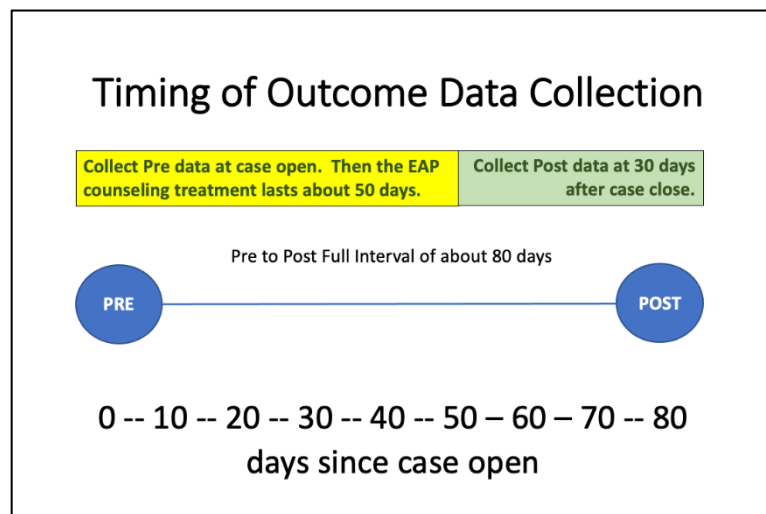 Timing of Outcome Data Collection
Collect Pre data at case open.  Then the EAP
counseling treatment lasts about 50 days.
Collect Post data at 30 days
after case close.
Pre to Post Full Interval of about 80 days
PRE
POST
0 -- 10 -- 20 -- 30 -- 40 -- 50 – 60 – 70 -- 80
days since case open